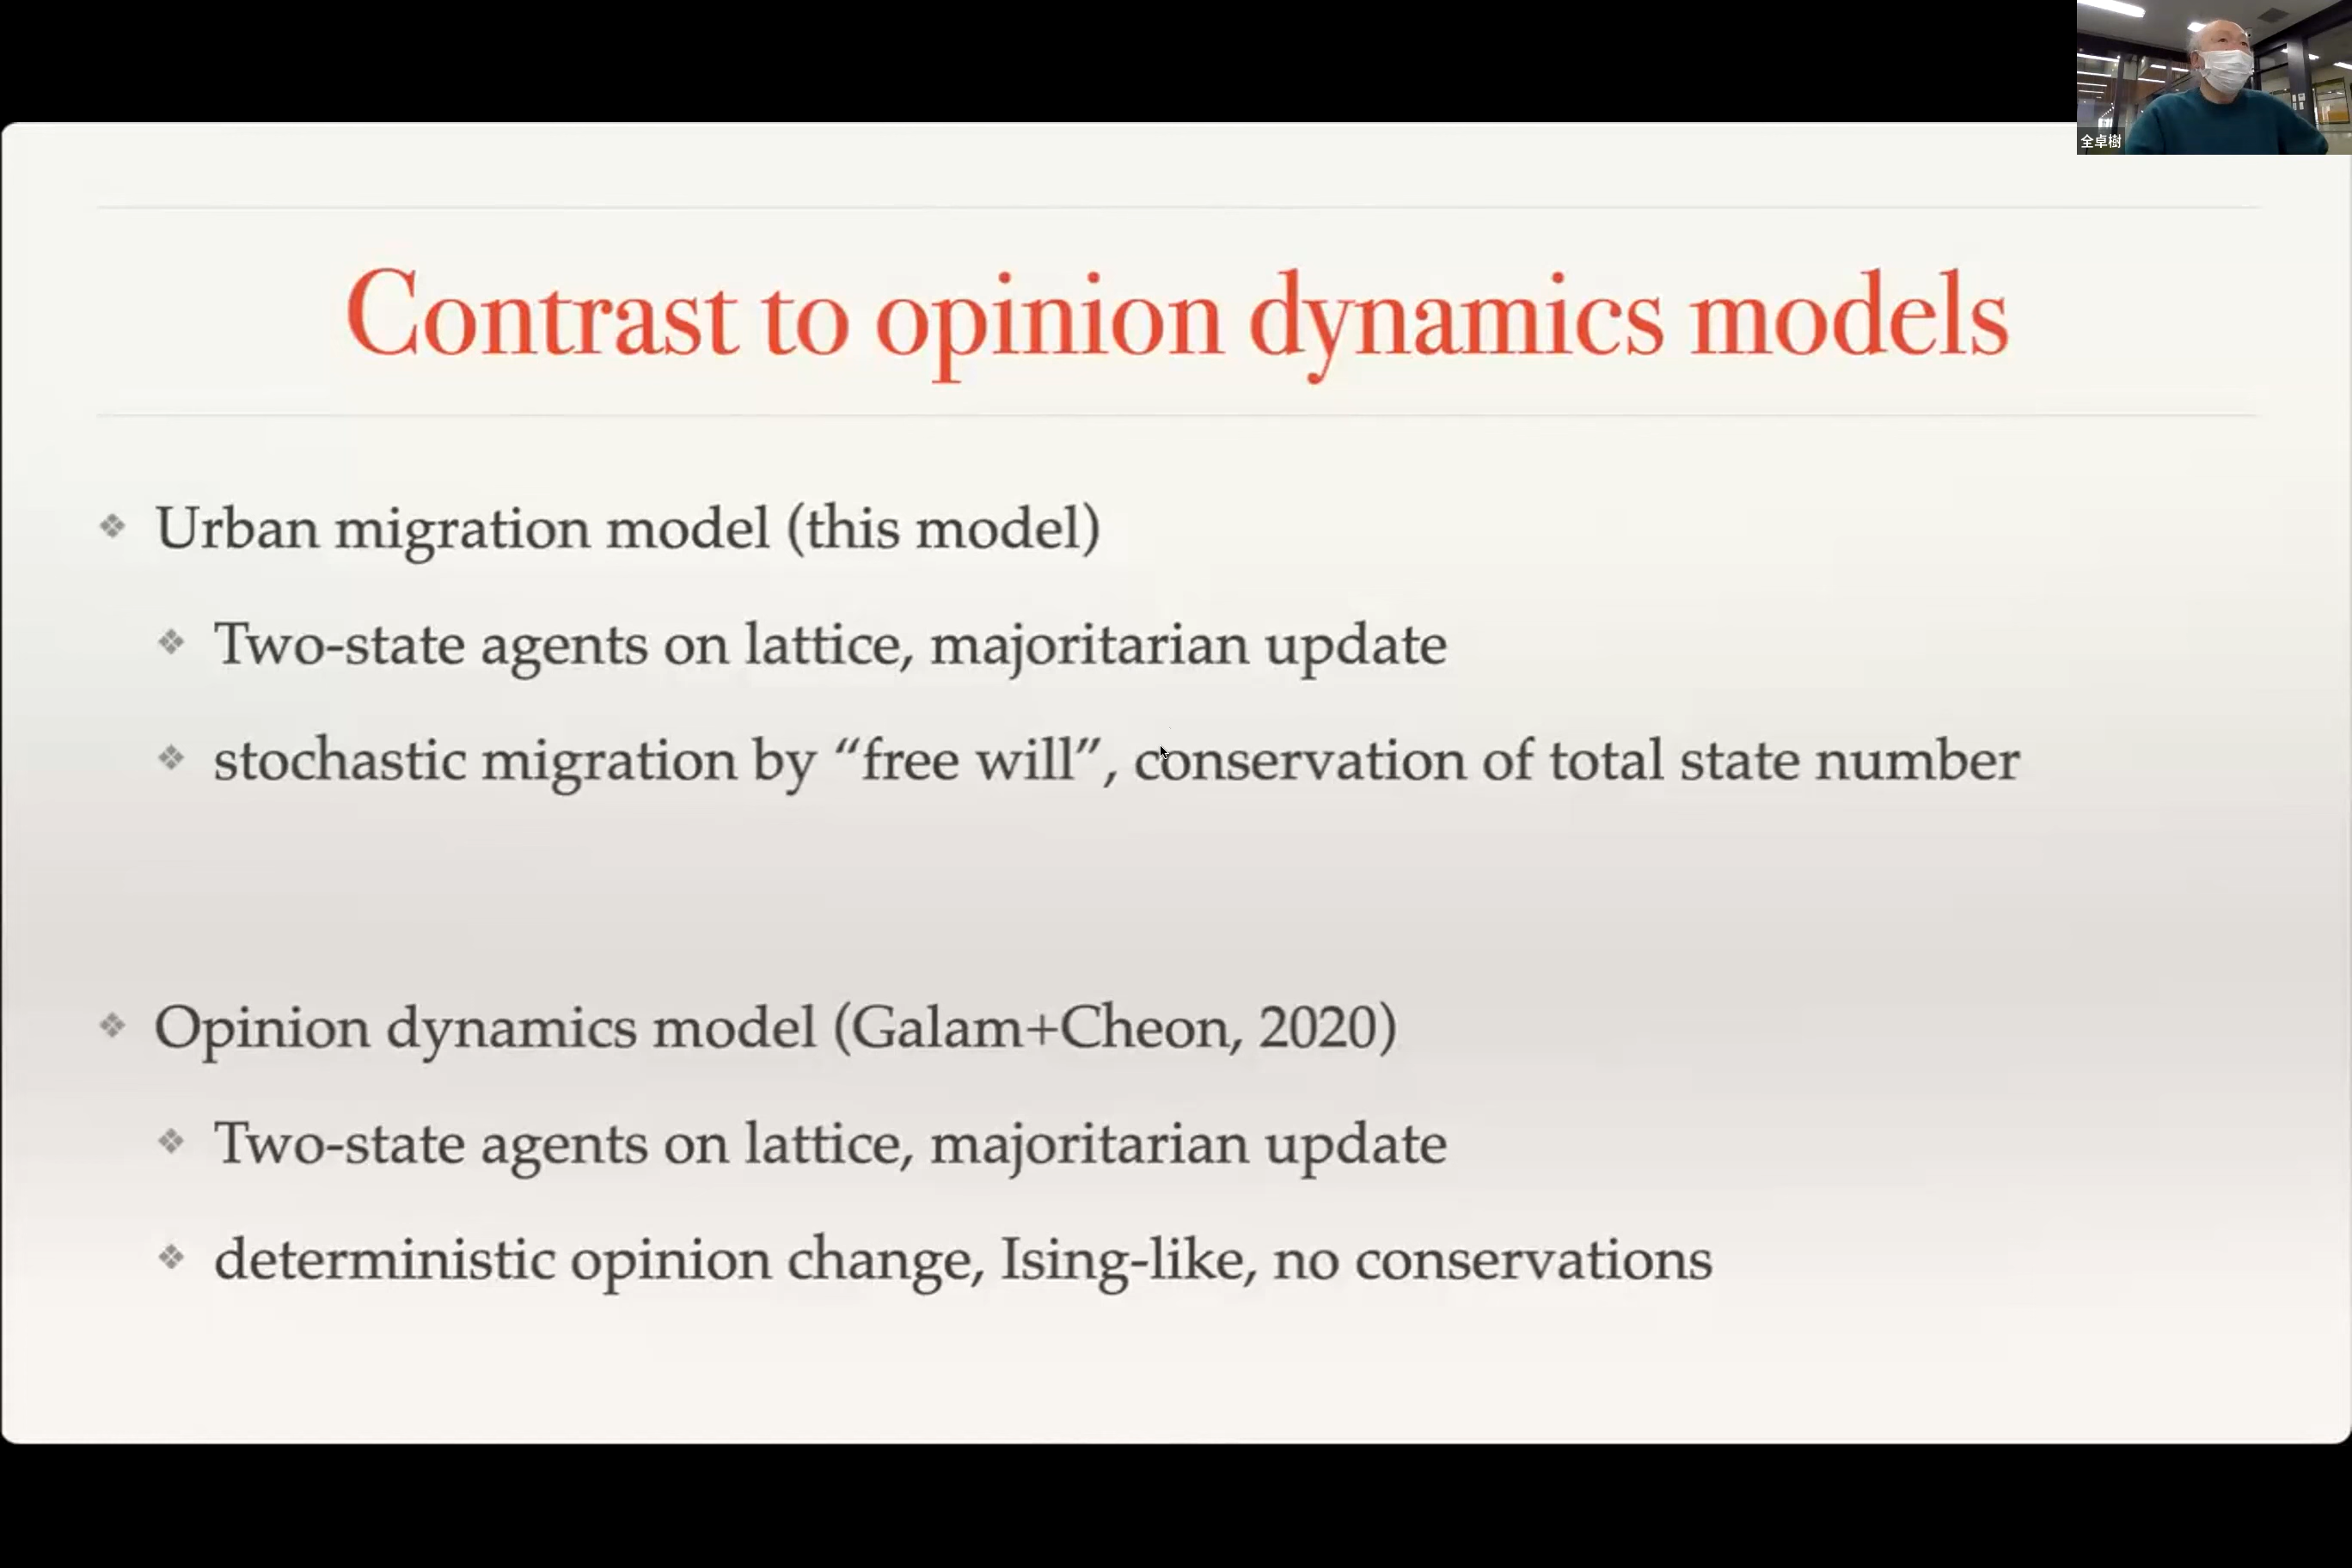 全卓樹
Contrast to opinion dynamics models
Urban migration model (this model)
Two-state agents on lattice, majoritarian update
stochastic migration by “free will”, conservation of total state number
Opinion dynamics model (Galam+Cheon, 2020)
Two-state agents on lattice, majoritarian update
deterministic opinion change, Ising-like, no conservations